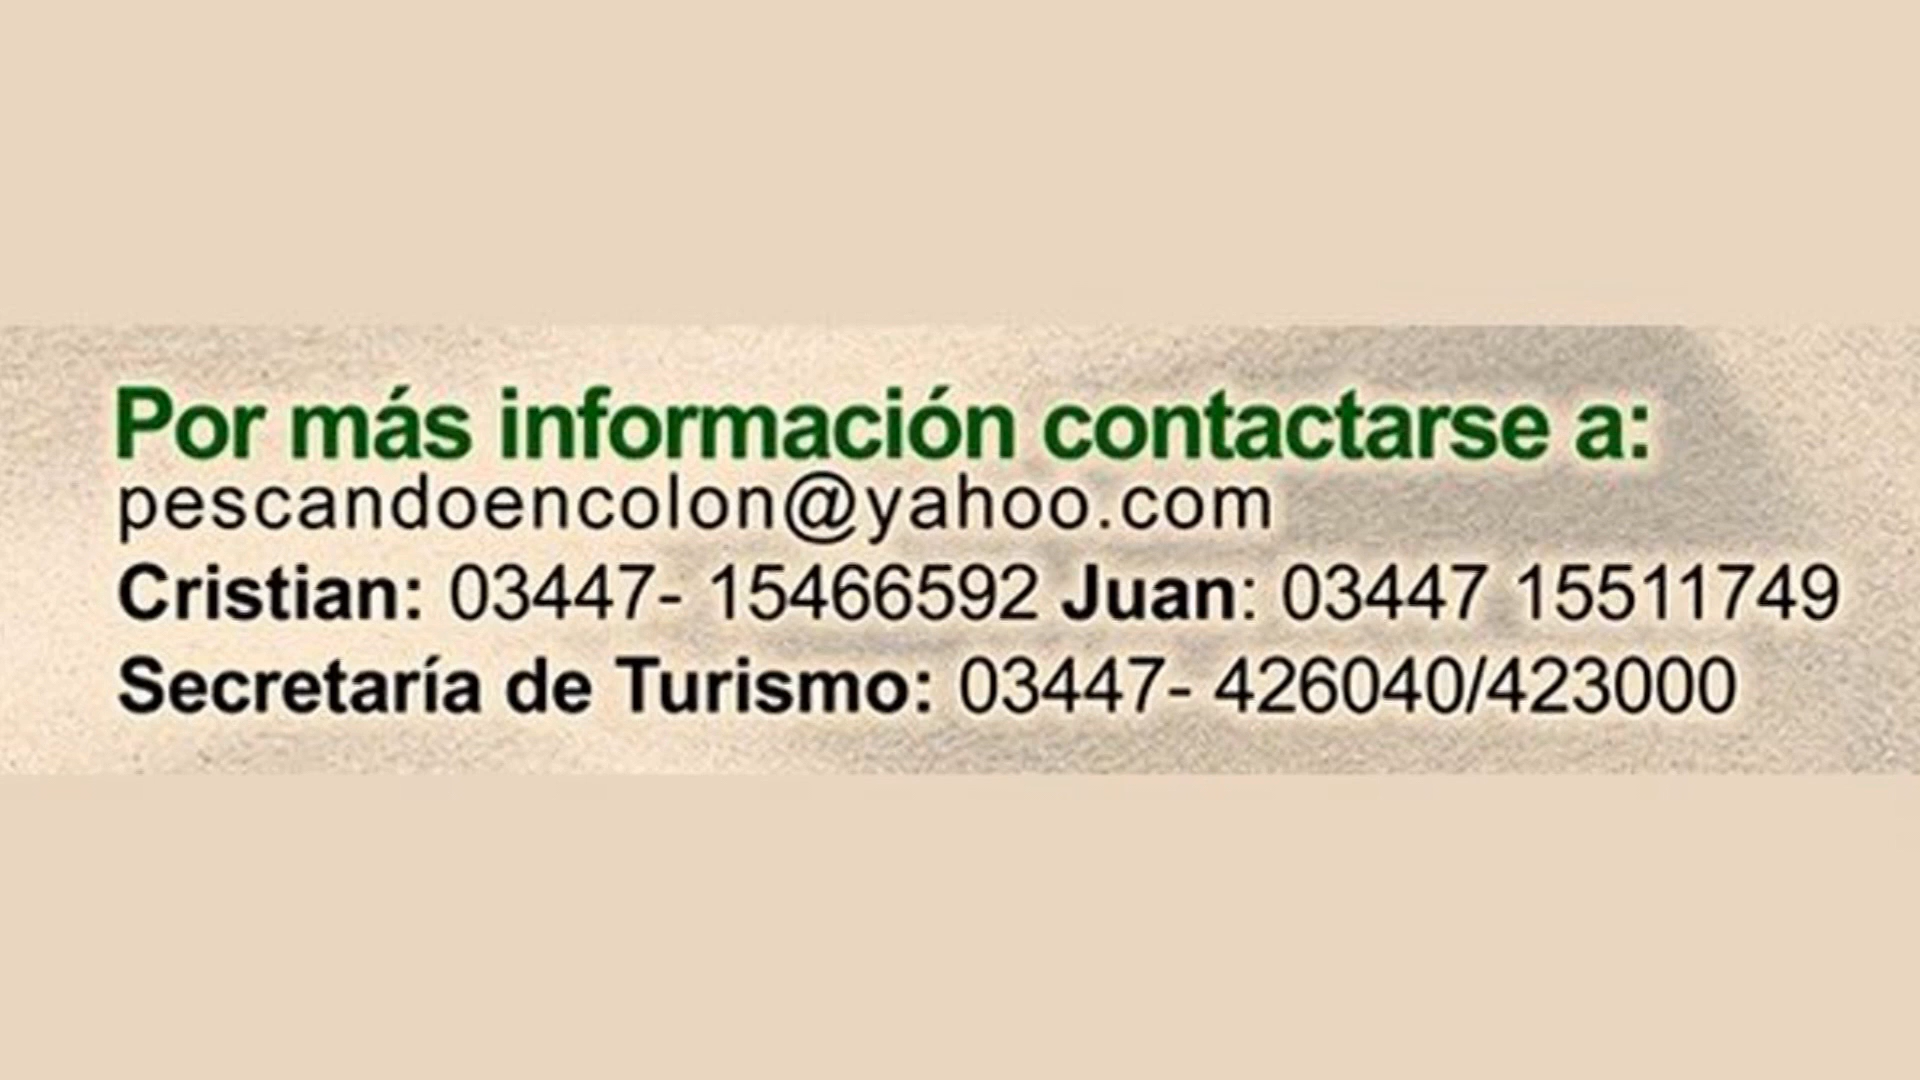 Por más información contactarse a:
pescandoencolon@yahoo.com
Cristian: 03447- 15466592 Juan: 03447 15511749
Secretaría de Turismo: 03447- 426040/423000